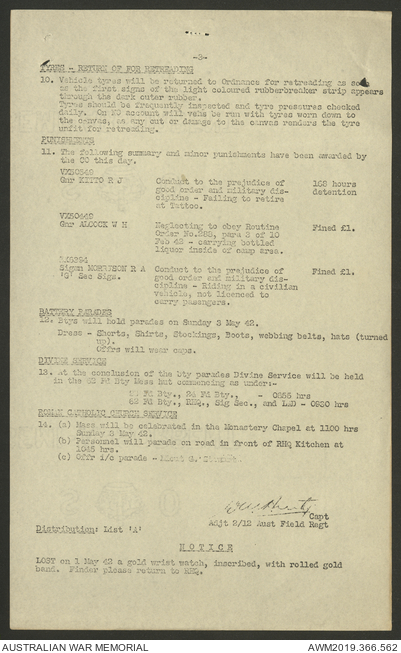 -3-
TYRES - RETURN OF FOR RETREADING
10. Vehicle tyres will be returned to Ordnance for retreading as soon
as the first signs of the light coloured rubberbreaker strip appears
through the dark outer rubber.
Tyres should be frequently inspected and tyre pressures checked
daily. On NO account will vehs be run with tyres worn down to
the canvas, as any cut or damage to the canvas renders the tyre
unfit for retreading.
PUNISHMENTS
11. The following summary and minor punishments have been awarded by
the CO this day.
Gnr KITTO R J Conduct to the prejudice of 168 hours
good order and military dis- detention
cipline - Failing to retire
at Tattoo.
Gnr ALCOCK W H Neglecting to obey Routine Fined £1.
Order No.282, para 3 of 10
Feb 42 - carrying bottled
liquor inside of camp area.
Sigmn MORRISON R A Conduct to the prejudice of Fined £1.
'G' Sec Sigs. good order and military dis-
cipline - Riding in a civilian
vehicle, not licenced to
carry passengers.
BATTERY PARADES
12. Btys will hold parades on Sunday 3 May 42.
Dress - Shorts, Shirts, Stockings, Boots, webbing belts, hats (turned
up).
Offrs will wear caps.
DIVINE SERVICE
13. At the conclusion of the bty parades Divine Service will be held
in the 62 Fd Bty Mess hut commencing as under:-
Fd Bty., 24 Fd Bty., - 0855 hrs
62 Fd Bty., RHQ., Sig Sec., and LAD - 0920 hrs
ROMAN CATHOLIC CHURCH SERVICE
14. (a) Mass will be celebrated in the Monastery Chapel at 1100 hrs
Sunday 3 May 42.
(b) Personnel will parade on road in front of RHQ Kitchen at
1045 hrs.
(c) Offr i/c parade -
Capt
Distribution: List 'A' Adjt 2/12 Aust Field Regt
NOTICE
LOST on 1 May 42 a gold wrist watch, inscribed, with rolled gold
band. Finder please return to RHQ.
AUSTRALIAN WAR MEMORIAL AWM2019.366.562